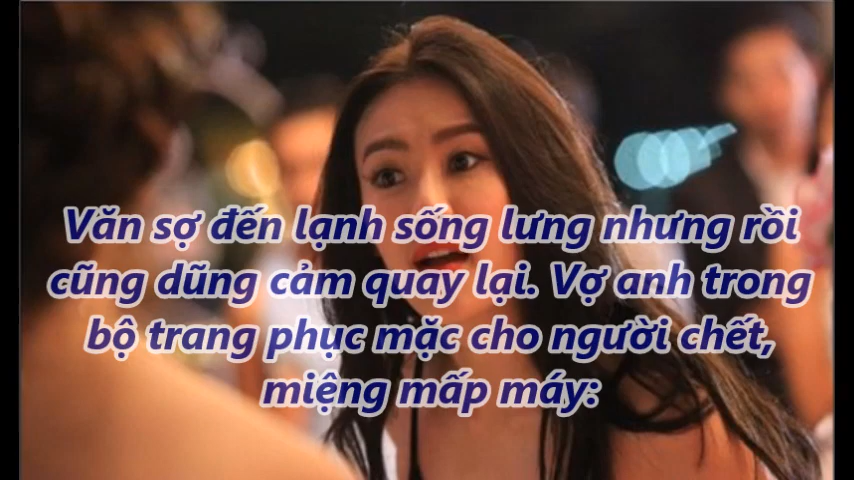 Văn sợ đến lạnh sống lưng nhưng rồi
cũng dũng cảm quay lại. Vợ anh trong
bộ trang phục mặc cho người chết,
miệng mấp máy: